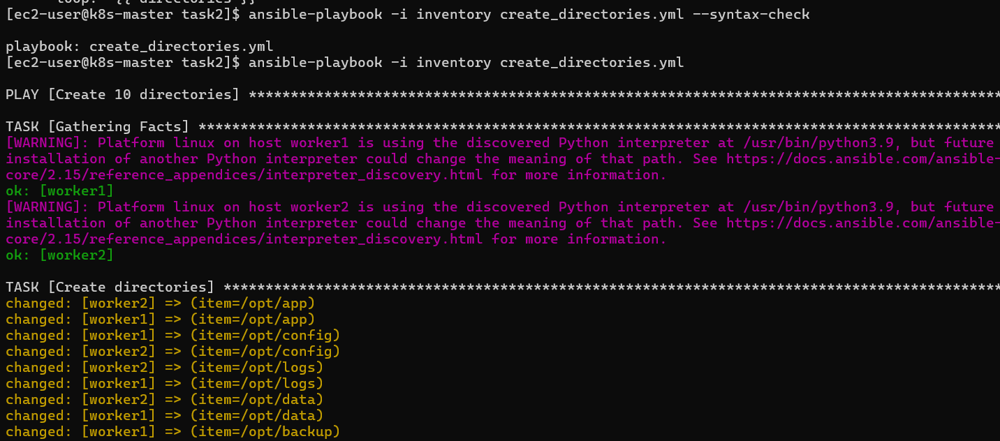 loop: "{{ directories }}"
[ec2-user@k8s-master task2]$ ansible-playbook -i inventory create_directories.yml --syntax-check
playbook: create_directories.yml
[ec2-user@k8s-master task2]$ ansible-playbook -i inventory create_directories.yml
PLAY [Create 10 directories] ******************************************************************************************
TASK [Gathering Facts] ************************************************************************************************
[WARNING]: Platform linux on host worker1 is using the discovered Python interpreter at /usr/bin/python3.9, but future
installation of another Python interpreter could change the meaning of that path. See https://docs.ansible.com/ansible-
core/2.15/reference_appendices/interpreter_discovery.html for more information.
ok: [worker1]
[WARNING]: Platform linux on host worker2 is using the discovered Python interpreter at /usr/bin/python3.9, but future
installation of another Python interpreter could change the meaning of that path. See https://docs.ansible.com/ansible-
core/2.15/reference_appendices/interpreter_discovery.html for more information.
ok: [worker2]
TASK [Create directories] *********************************************************************************************
changed: [worker2] => (item=/opt/app)
changed: [worker1] => (item=/opt/app)
changed: [worker1] => (item=/opt/config)
changed: [worker2] => (item=/opt/config)
changed: [worker2] => (item=/opt/logs)
changed: [worker1] => (item=/opt/logs)
changed: [worker2] => (item=/opt/data)
changed: [worker1] => (item=/opt/data)
changed: [worker1] => (item=/opt/backup)